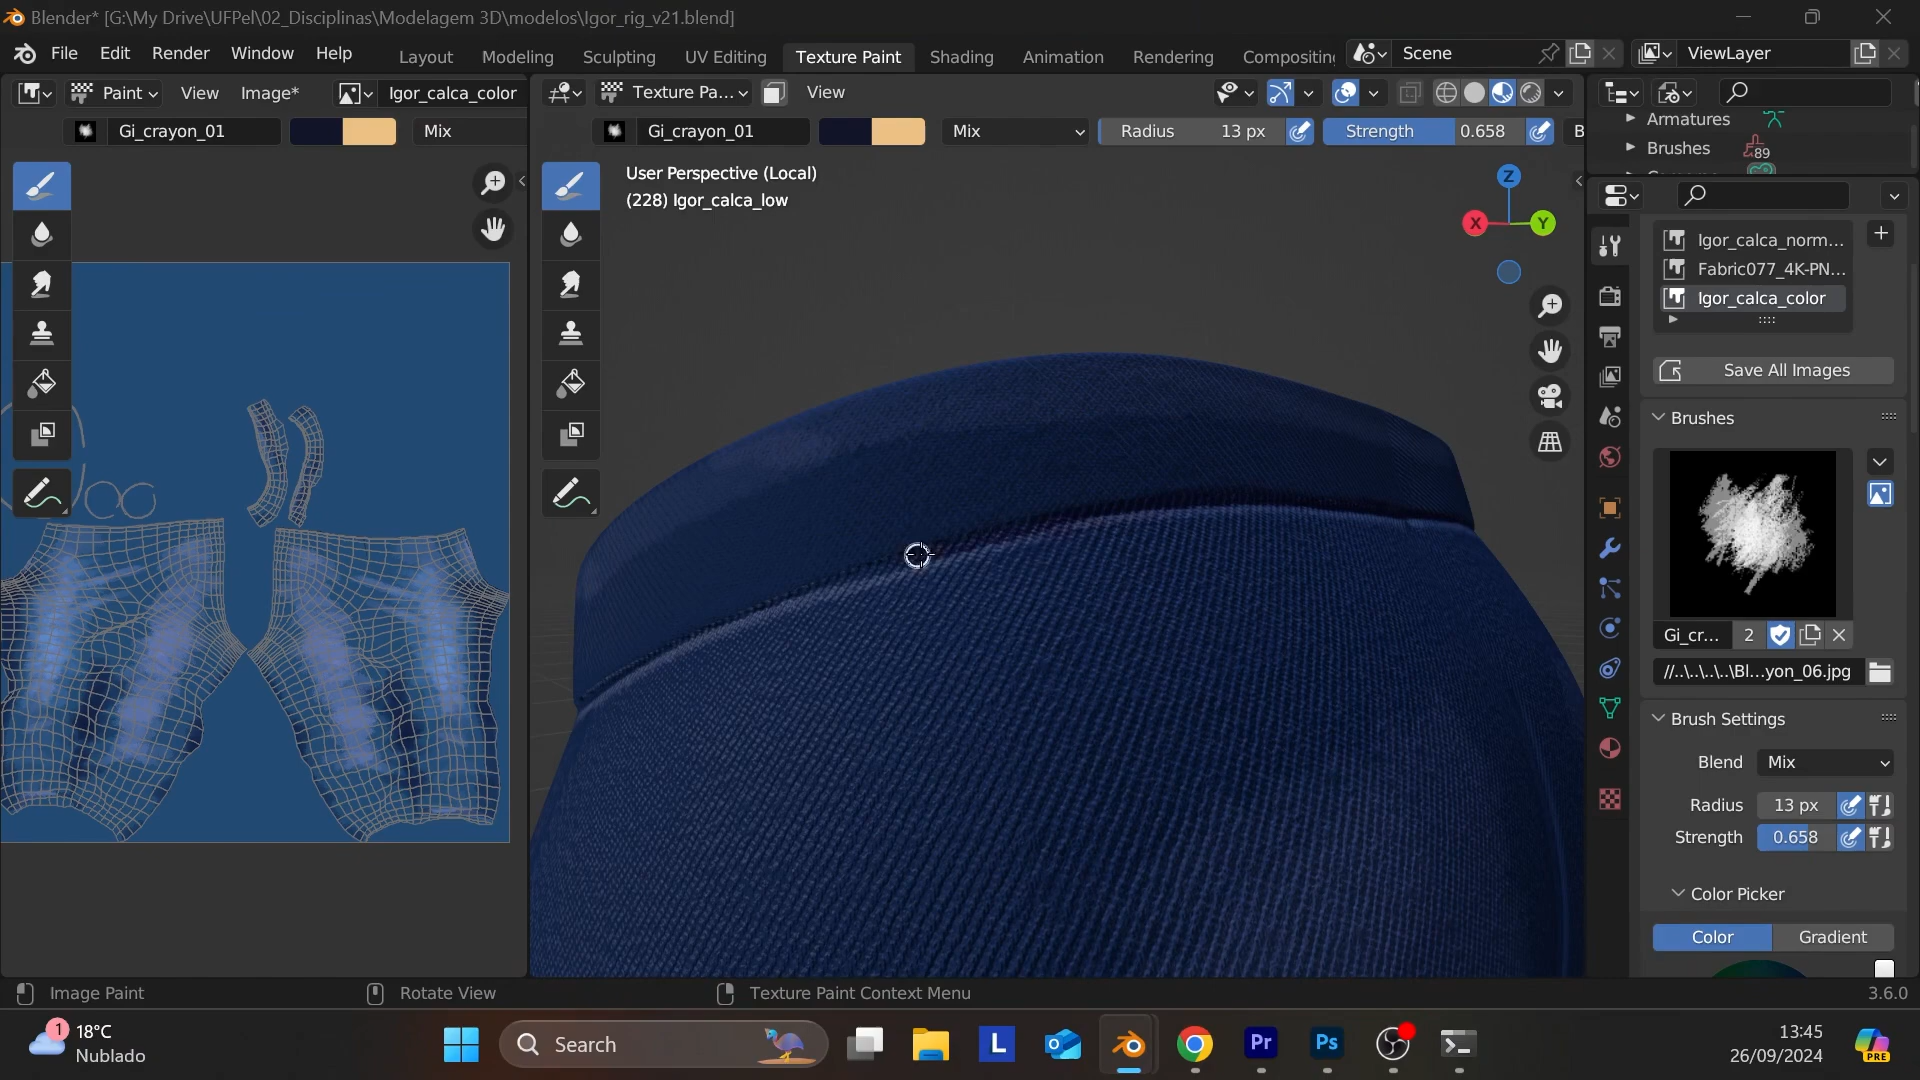 Blender* [G:\My Drive\UFPel\02_Disciplinas\Modelagem 3D\modelos\Igor_rig_v21.blend]
File Edit Render Window Help Layout Modeling Sculpting UV Editing Texture Paint Shading Animation Rendering Compositing Scene ViewLayer
Paint View Image* Igor_calca_color Texture Pa... View
Armatures
Gi_crayon_01 Mix Gi_crayon_01 Mix Radius 13 px Strength 0.658 B
Brushes 89
User Perspective (Local)
(228) Igor_calca_low
Z
X Y
Igor_calca_norm...
Fabric077_4K-PN...
Igor_calca_color
Save All Images
Brushes
Gi_cr... 2
//..\..\..\..\Bl...yon_06.jpg
Brush Settings
Blend Mix
Radius 13 px
Strength 0.658
Color Picker
Color Gradient
Image Paint Rotate View Texture Paint Context Menu 3.6.0
1 18°C
Nublado
Search
L
Pr
Ps
13:45
26/09/2024
PRE